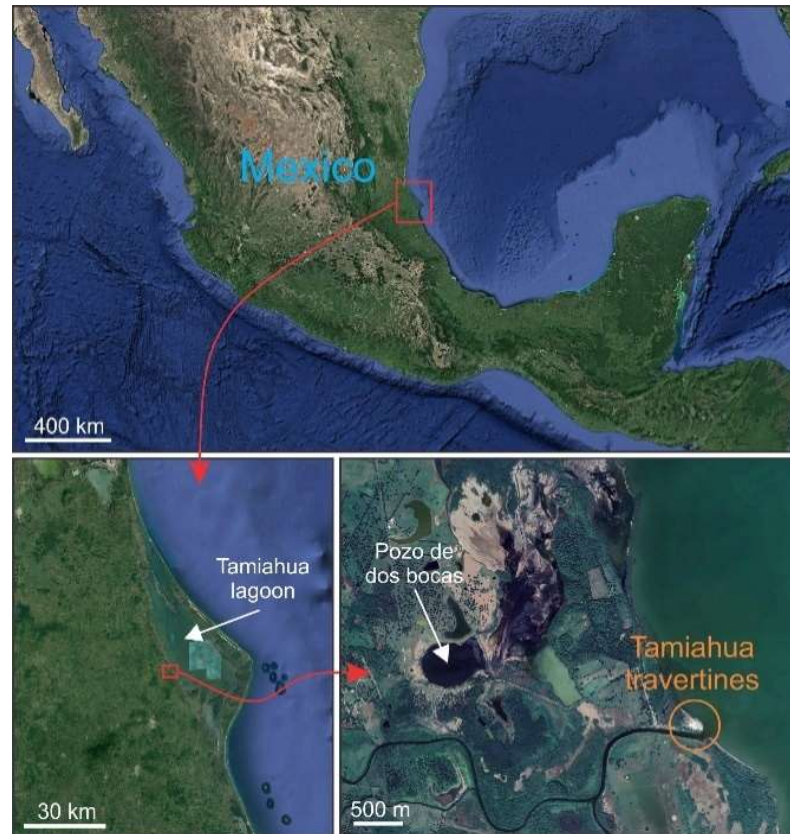 Mexico
400 km
Tamiahua
lagoon
30 km
Pozo de
dos bocas
Tamiahua
travertines
500 m